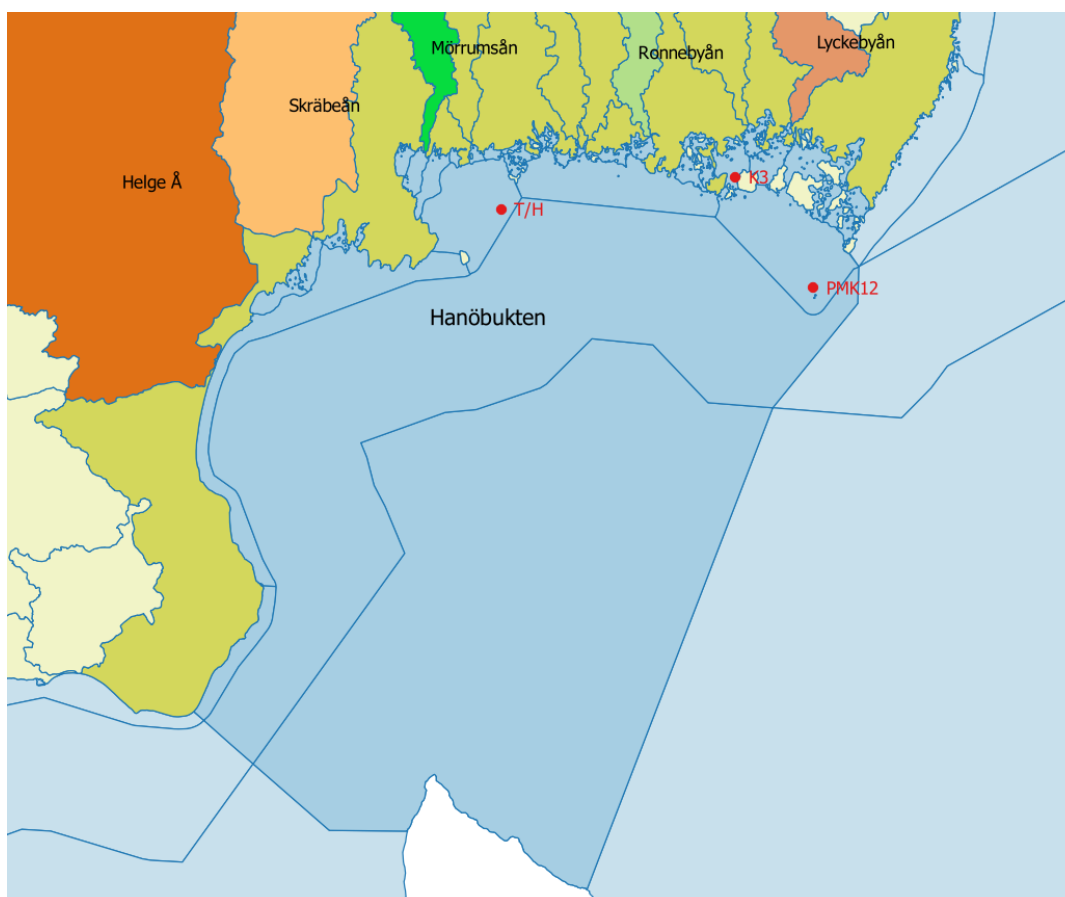 Mörrumsån
Ronnebyån
Lyckebyån
Skräbeån
Helge Å
K3
T/H
PMK12
Hanöbukten